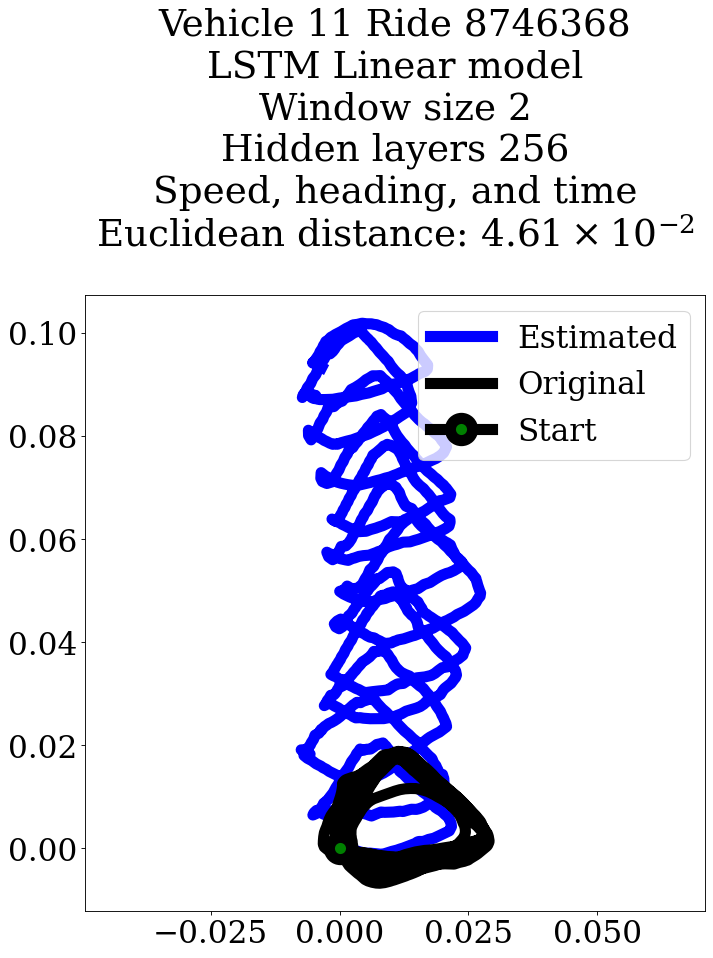 Vehicle 11 Ride 8746368
LSTM Linear model
Window size 2
Hidden layers 256
Speed, heading, and time
Euclidean distance: 4.61 × 10⁻²
Estimated
Original
Start
0.10
0.08
0.06
0.04
0.02
0.00
−0.025 0.000 0.025 0.050